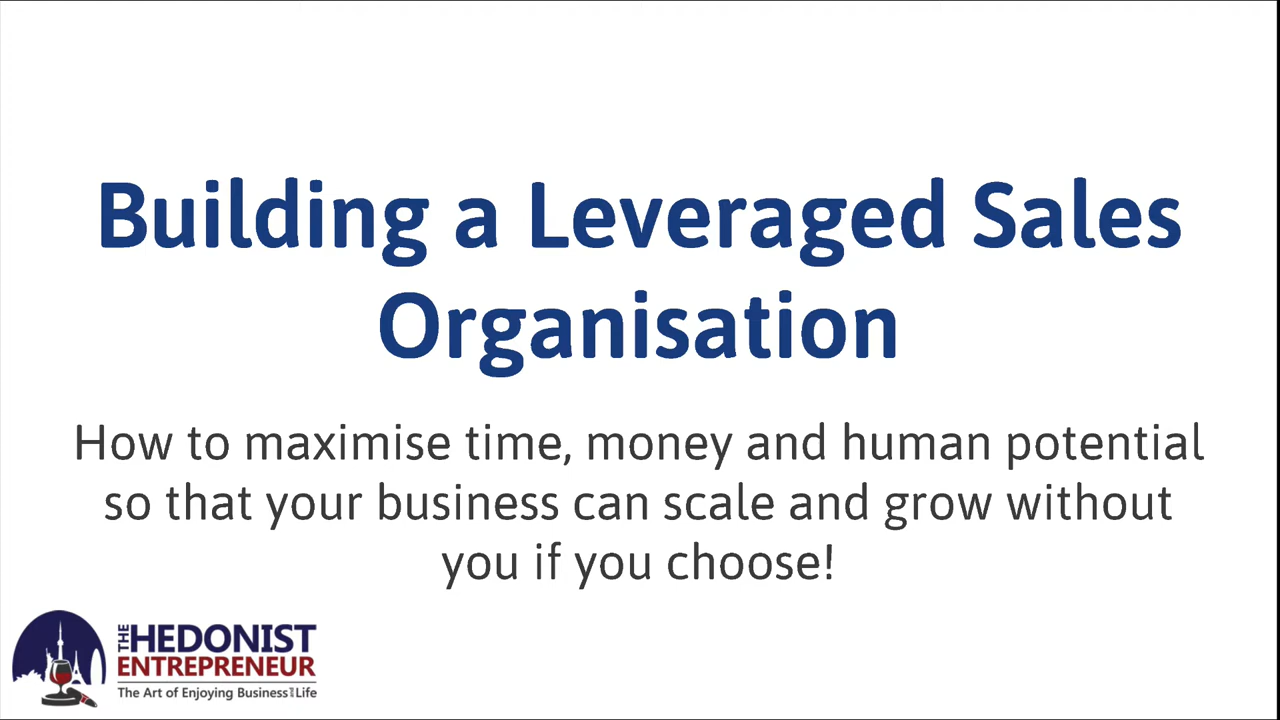 Building a Leveraged Sales
Organisation
How to maximise time, money and human potential
so that your business can scale and grow without
you if you choose!
THE HEDONIST
ENTREPRENEUR
The Art of Enjoying Business and Life